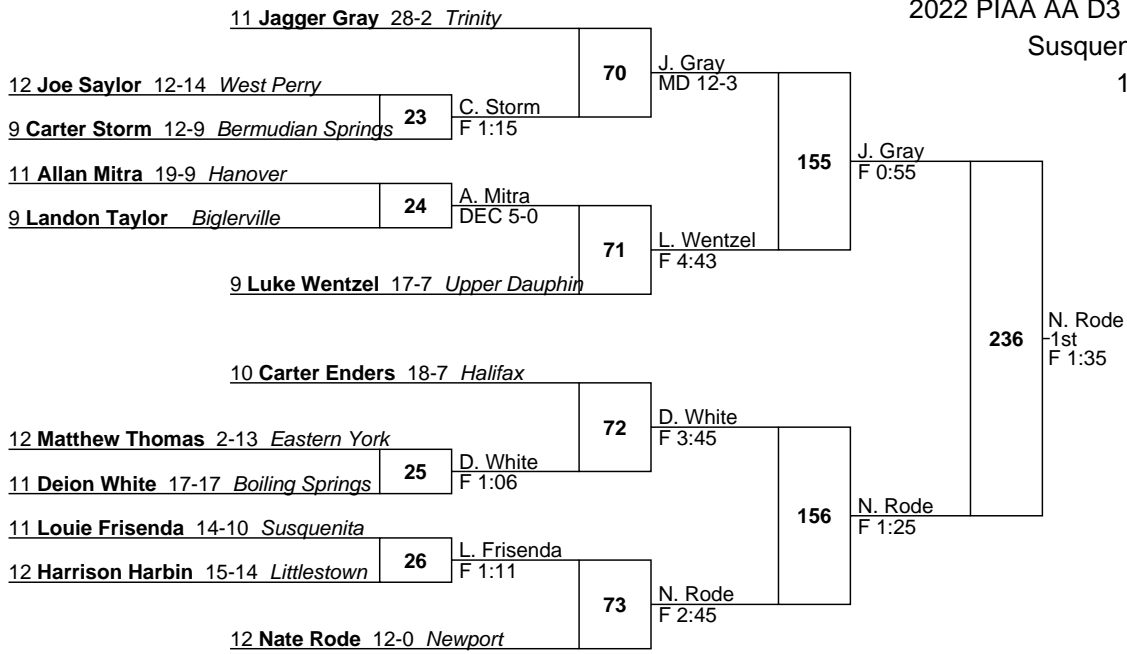 2022 PIAA AA D3
Susquen
1
11 Jagger Gray 28-2 Trinity
70
J. Gray
MD 12-3
12 Joe Saylor 12-14 West Perry
23
C. Storm
F 1:15
9 Carter Storm 12-9 Bermudian Springs
155
J. Gray
F 0:55
11 Allan Mitra 19-9 Hanover
24
A. Mitra
DEC 5-0
9 Landon Taylor Biglerville
71
L. Wentzel
F 4:43
9 Luke Wentzel 17-7 Upper Dauphin
236
N. Rode
1st
F 1:35
10 Carter Enders 18-7 Halifax
72
D. White
F 3:45
12 Matthew Thomas 2-13 Eastern York
25
D. White
F 1:06
11 Deion White 17-17 Boiling Springs
156
N. Rode
F 1:25
11 Louie Frisenda 14-10 Susquenita
26
L. Frisenda
F 1:11
12 Harrison Harbin 15-14 Littlestown
73
N. Rode
F 2:45
12 Nate Rode 12-0 Newport